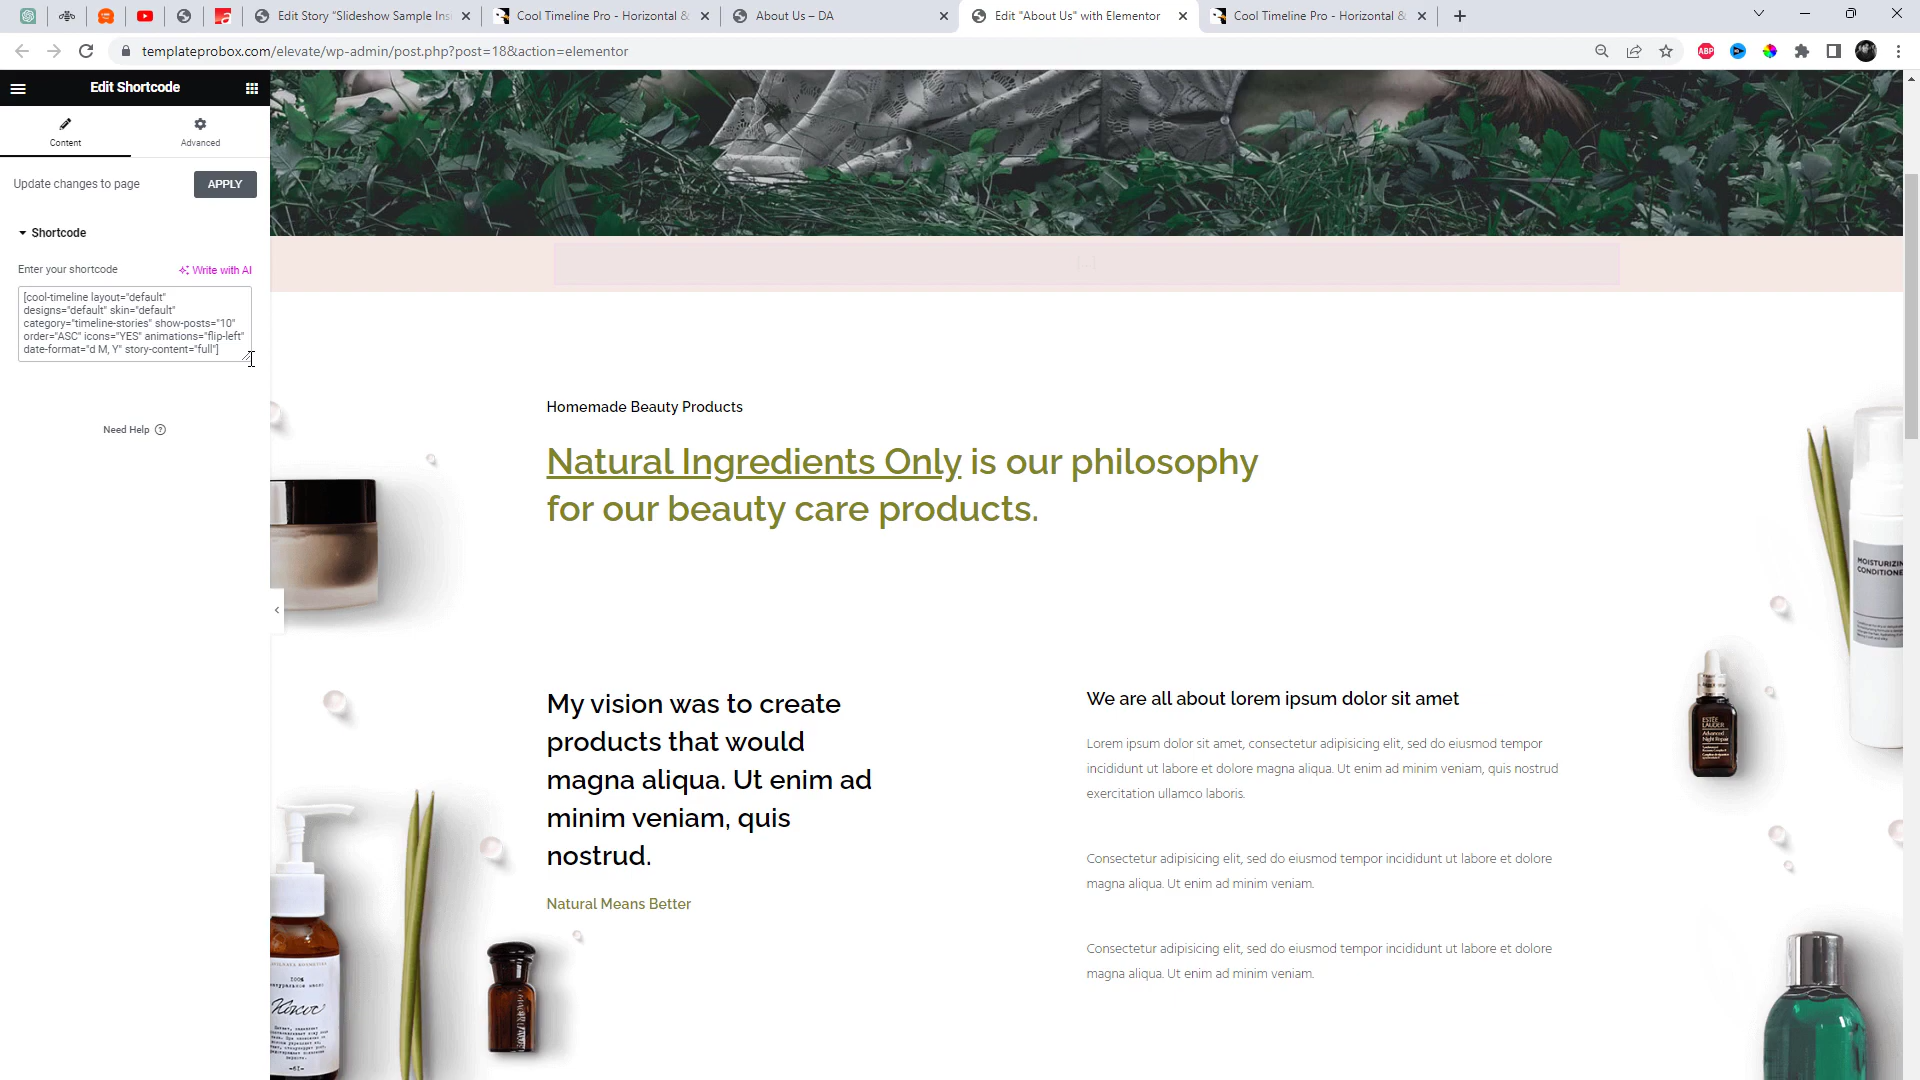 Edit Story "Slideshow Sample Ins
Cool Timeline Pro - Horizontal &
About Us – DA
Edit "About Us" with Elementor
Cool Timeline Pro - Horizontal &
templateprobox.com/elevate/wp-admin/post.php?post=18&action=elementor
ABP
Edit Shortcode
Content
Advanced
Update changes to page
APPLY
Shortcode
Enter your shortcode
Write with AI
[cool-timeline layout="default"
designs="default" skin="default"
category="timeline-stories" show-posts="10"
order="ASC" icons="YES" animations="flip-left"
date-format="d M, Y" story-content="full"]
Need Help
Homemade Beauty Products
Natural Ingredients Only is our philosophy
for our beauty care products.
My vision was to create
products that would
magna aliqua. Ut enim ad
minim veniam, quis
nostrud.
Natural Means Better
We are all about lorem ipsum dolor sit amet
Lorem ipsum dolor sit amet, consectetur adipisicing elit, sed do eiusmod tempor
incididunt ut labore et dolore magna aliqua. Ut enim ad minim veniam, quis nostrud
exercitation ullamco laboris.
Consectetur adipisicing elit, sed do eiusmod tempor incididunt ut labore et dolore
magna aliqua. Ut enim ad minim veniam.
Consectetur adipisicing elit, sed do eiusmod tempor incididunt ut labore et dolore
magna aliqua. Ut enim ad minim veniam.
MOISTURIZIN
CONDITIONE
ESTĒE
LAUDER
Advanced
Night Repair
100%